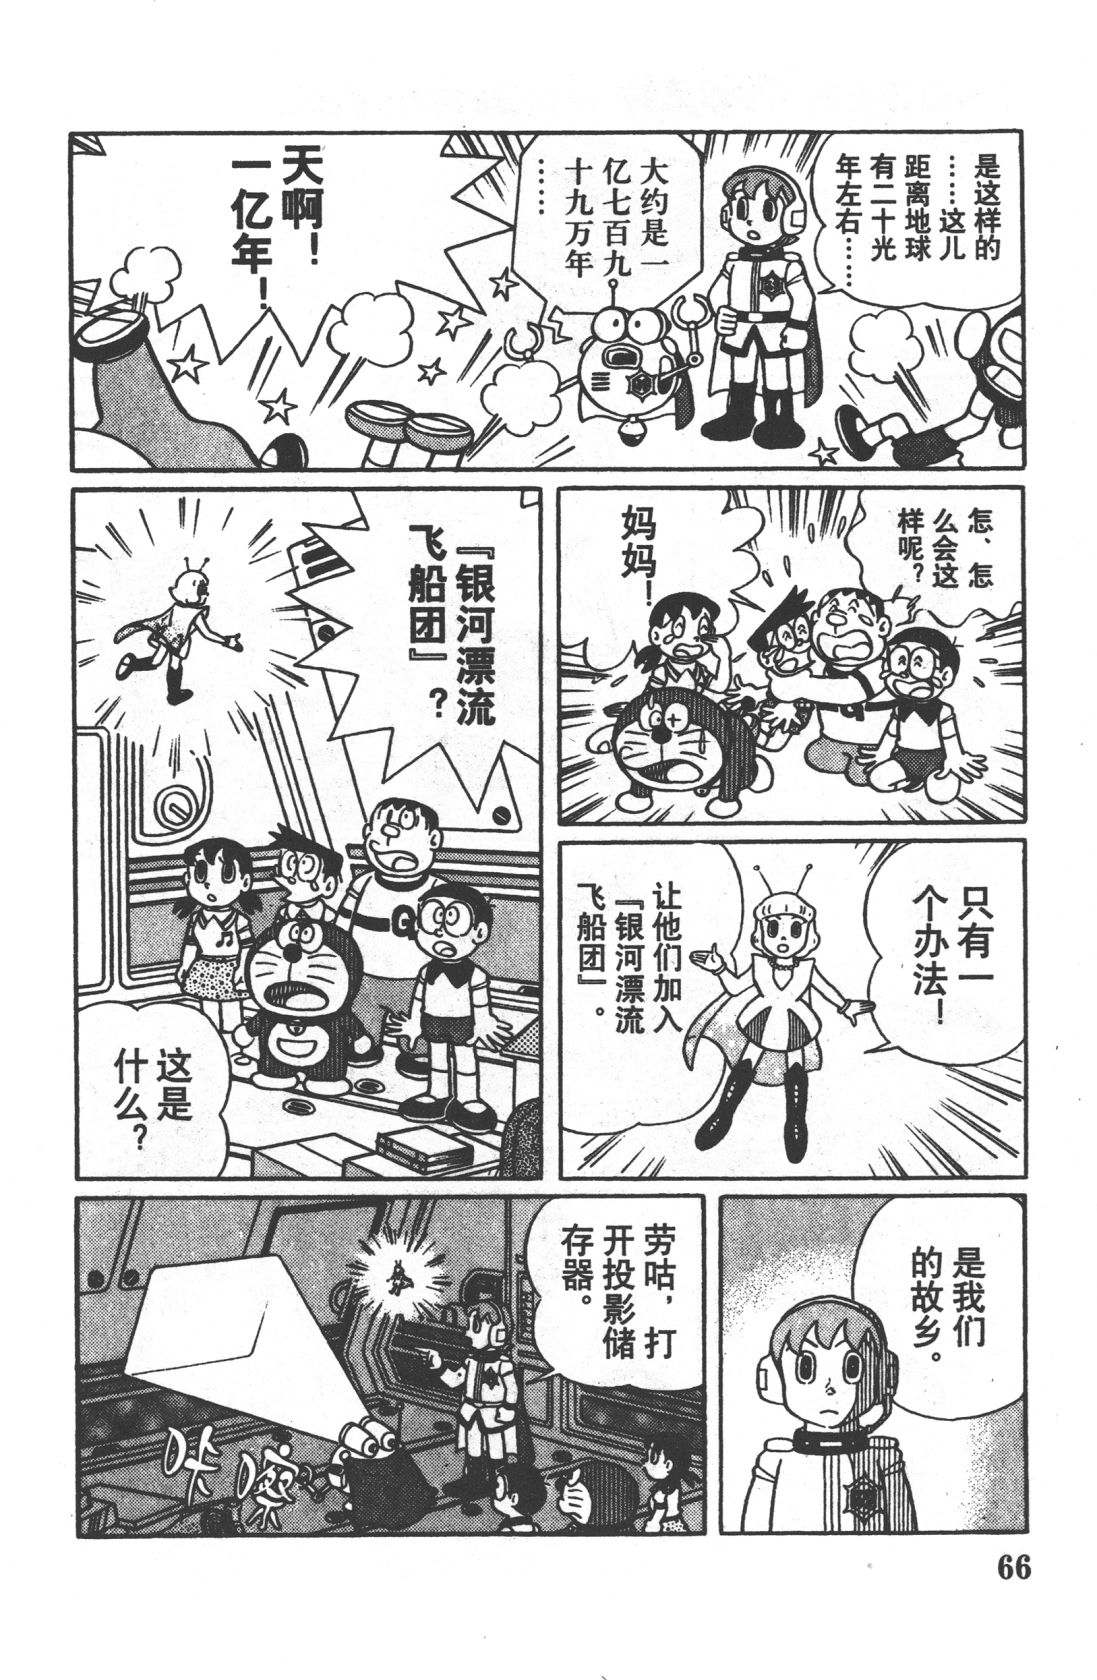 是这样的
……这儿
距离地球
有二十光
年左右……
大约是一
亿七百九
十九万年
……
天啊！
一亿年！
怎、怎
么会这
样呢？
妈妈！
只有一
个办法！
让他们加入
『银河漂流
飞船团』。
『银河漂流
飞船团』？
这是
什么？
是我们
的故乡。
劳咕，打
开投影储
存器。
咔嚓
66